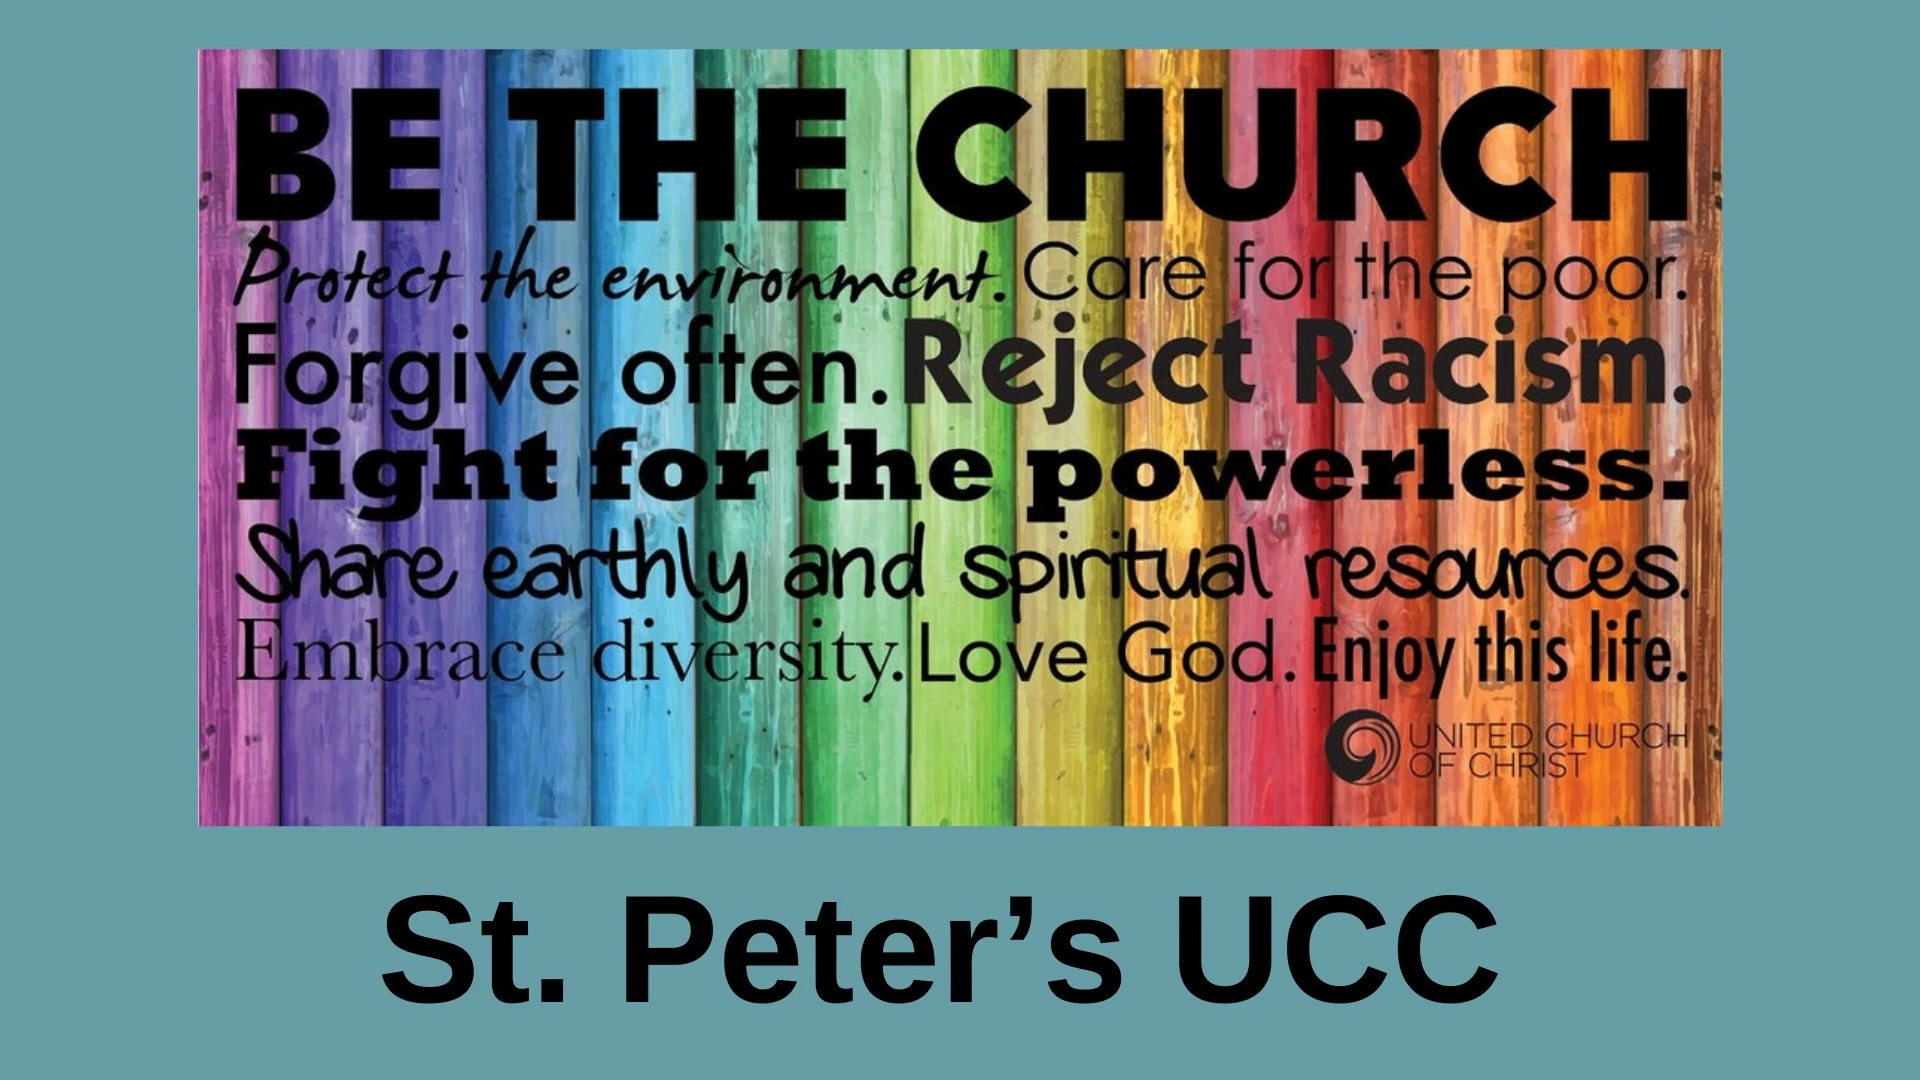 BE THE CHURCH
Protect the environment. Care for the poor.
Forgive often. Reject Racism.
Fight for the powerless.
Share earthly and spiritual resources.
Embrace diversity. Love God. Enjoy this life.
UNITED CHURCH
OF CHRIST
St. Peter’s UCC